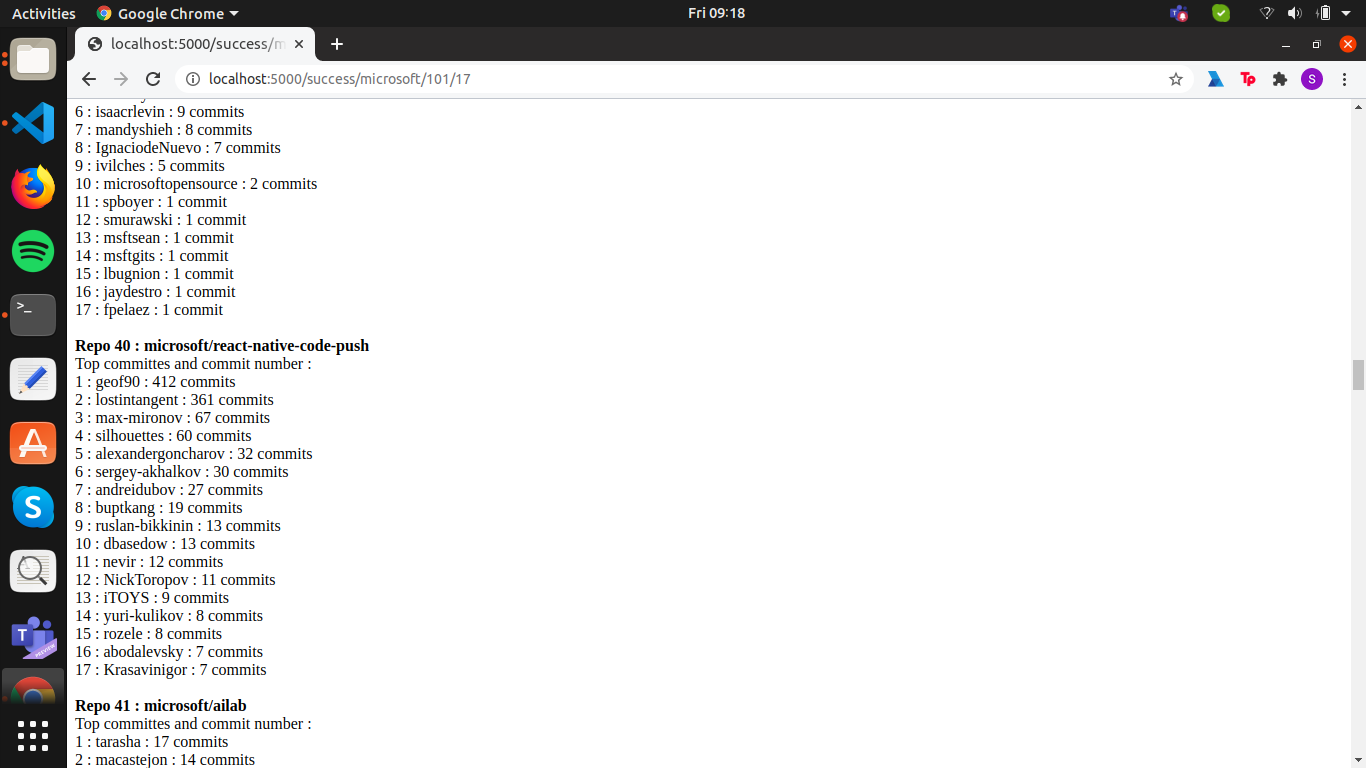 Activities
Google Chrome
Fri 09:18
localhost:5000/success/m
localhost:5000/success/microsoft/101/17
Tp
S
6 : isaacrlevin : 9 commits
7 : mandyshieh : 8 commits
8 : IgnaciodeNuevo : 7 commits
9 : ivilches : 5 commits
10 : microsoftopensource : 2 commits
11 : spboyer : 1 commit
12 : smurawski : 1 commit
13 : msftsean : 1 commit
14 : msftgits : 1 commit
15 : lbugnion : 1 commit
16 : jaydestro : 1 commit
17 : fpelaez : 1 commit
Repo 40 : microsoft/react-native-code-push
Top committes and commit number :
1 : geof90 : 412 commits
2 : lostintangent : 361 commits
3 : max-mironov : 67 commits
4 : silhouettes : 60 commits
5 : alexandergoncharov : 32 commits
6 : sergey-akhalkov : 30 commits
7 : andreidubov : 27 commits
8 : buptkang : 19 commits
9 : ruslan-bikkinin : 13 commits
10 : dbasedow : 13 commits
11 : nevir : 12 commits
12 : NickToropov : 11 commits
13 : iTOYS : 9 commits
14 : yuri-kulikov : 8 commits
15 : rozele : 8 commits
16 : abodalevsky : 7 commits
17 : Krasavinigor : 7 commits
Repo 41 : microsoft/ailab
Top committes and commit number :
1 : tarasha : 17 commits
2 : macastejon : 14 commits
>_
S
T
PREVIEW